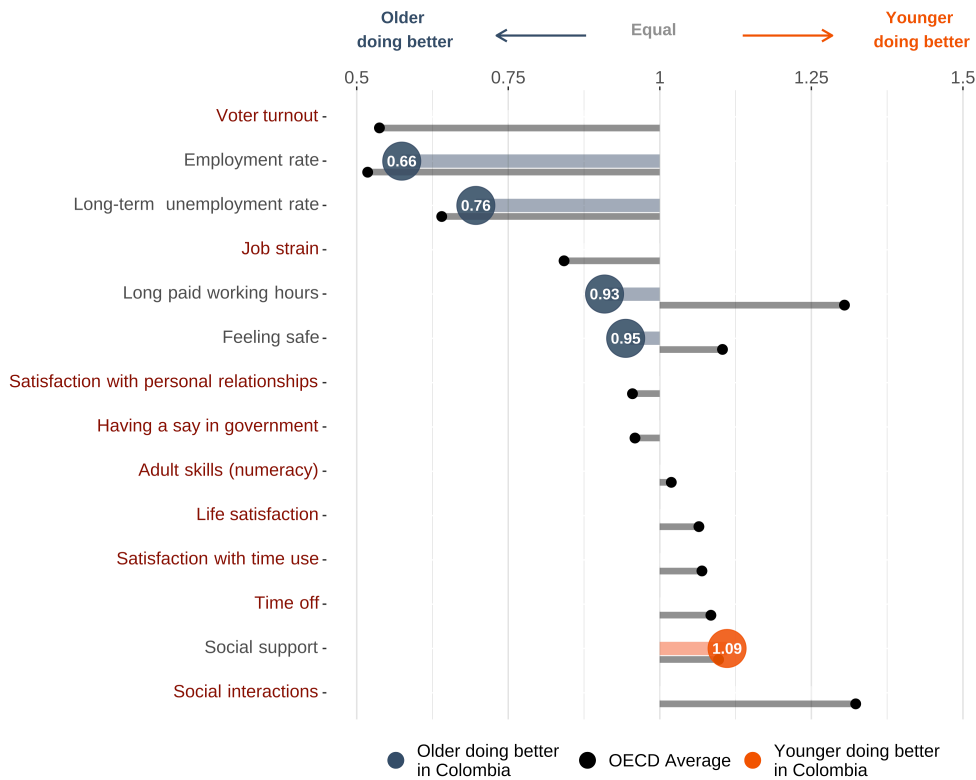 Older
doing better
Equal
Younger
doing better
0.5 0.75 1 1.25 1.5
Voter turnout
Employment rate 0.66
Long-term unemployment rate 0.76
Job strain
Long paid working hours 0.93
Feeling safe 0.95
Satisfaction with personal relationships
Having a say in government
Adult skills (numeracy)
Life satisfaction
Satisfaction with time use
Time off
Social support 1.09
Social interactions
Older doing better
in Colombia
OECD Average
Younger doing better
in Colombia